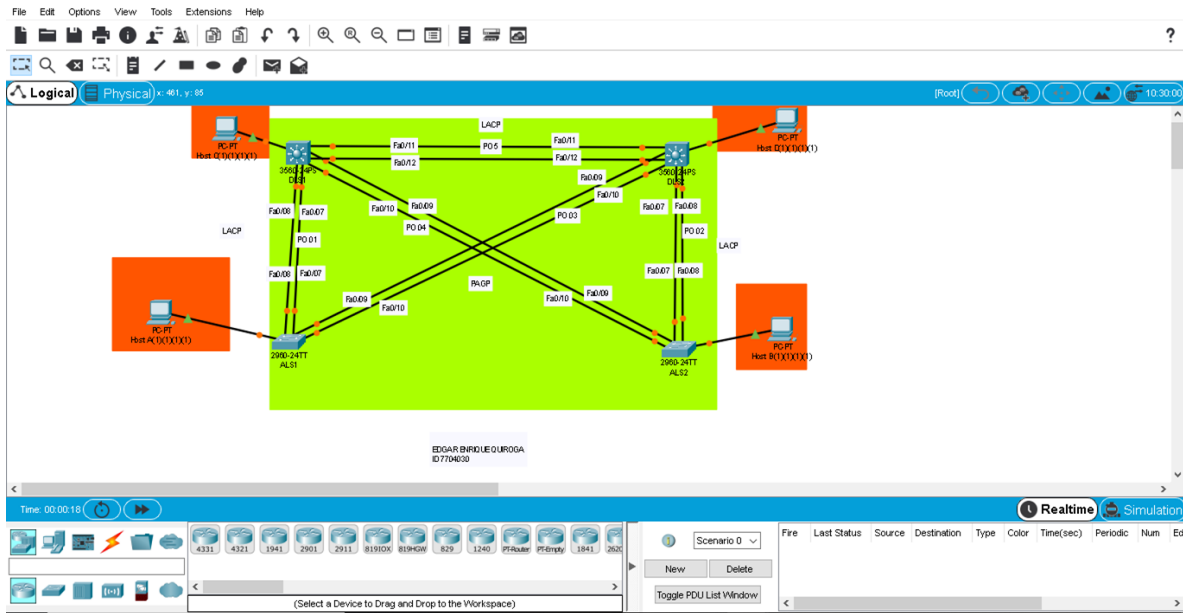 File Edit Options View Tools Extensions Help
?
Logical Physical x: 461, y: 85 [Root] 10:30:00
LACP
PC-PT
Host C(1)(1)(1)(1)
PC-PT
Host D(1)(1)(1)(1)
Fa0/11 PO5 Fa0/11
Fa0/12 Fa0/12
3560-24PS
DLS1
3560-24PS
Fa0/09
Fa0/10
Fa0/08 Fa0/07 Fa0/10 Fa0/09 PO 03 Fa0/07 Fa0/08
LACP PO 01 PO 04 PO 02 LACP
Fa0/08 Fa0/07 PAGP Fa0/07 Fa0/08
Fa0/09 Fa0/10 Fa0/10 Fa0/09
PC-PT
Host A(1)(1)(1)(1)
2960-24TT
ALS1
2960-24TT
ALS2
PC-PT
Host B(1)(1)(1)(1)
EDGAR ENRIQUE QUIROGA
ID7704030
Time: 00:00:18 Realtime Simulation
4331 4321 1941 2901 2911 819IOX 819HGW 829 1240 PT-Router PT-Empty 1841
Scenario 0
New Delete
Toggle PDU List Window
Fire Last Status Source Destination Type Color Time(sec) Periodic Num Ed
(Select a Device to Drag and Drop to the Workspace)